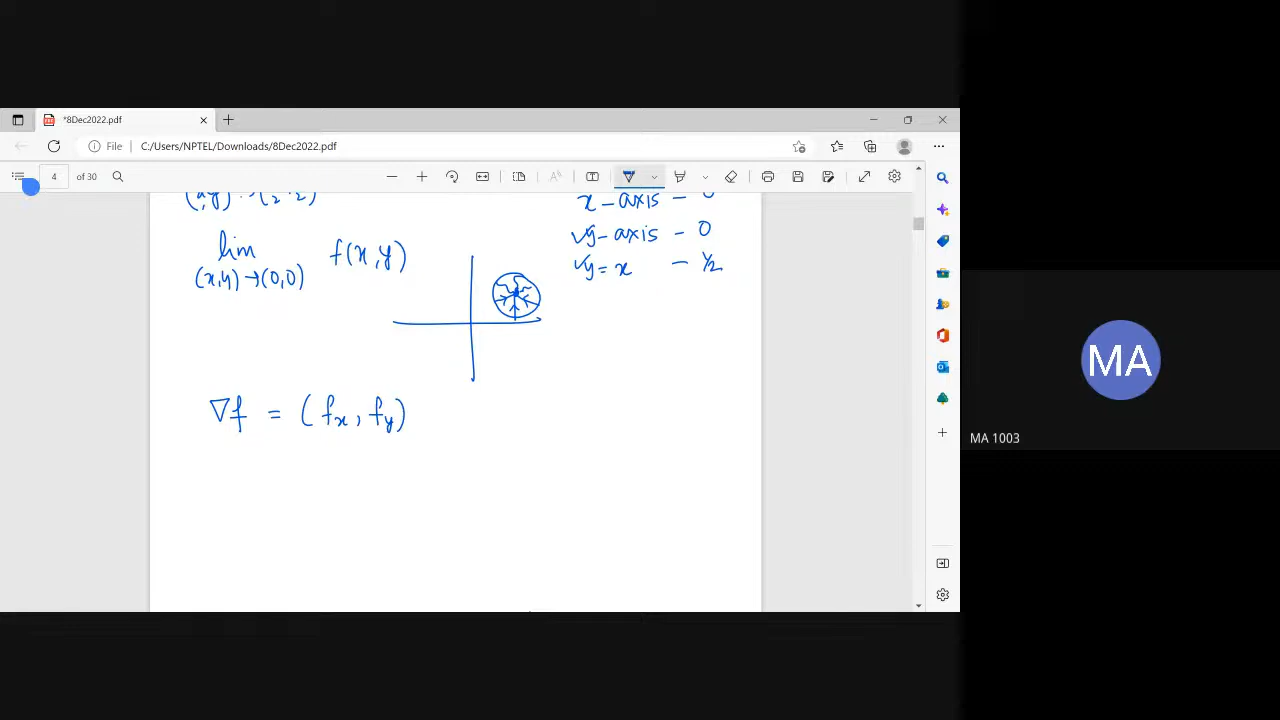 *8Dec2022.pdf
File
C:/Users/NPTEL/Downloads/8Dec2022.pdf
4 of 30
x - axis - 0
y - axis - 0
y = x - 1/2
lim f(x,y)
(x,y)→(0,0)
∇f = (fx, fy)
MA
MA 1003